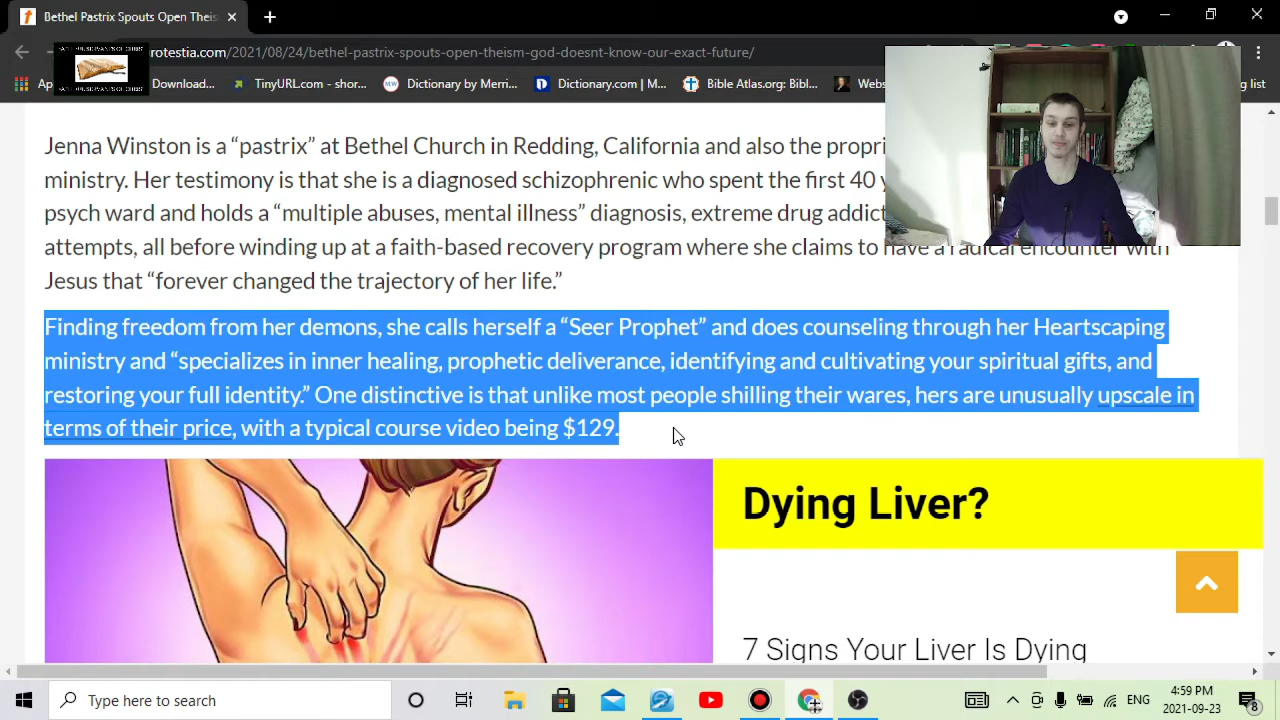 Bethel Pastrix Spouts Open Theis
rotestia.com/2021/08/24/bethel-pastrix-spouts-open-theism-god-doesnt-know-our-exact-future/
Ap
Download...
TinyURL.com - shor...
Dictionary by Merri...
Dictionary.com | M...
Bible Atlas.org: Bibl...
Webs
ng list
Jenna Winston is a “pastrix” at Bethel Church in Redding, California and also the propri
ministry. Her testimony is that she is a diagnosed schizophrenic who spent the first 40 y
psych ward and holds a “multiple abuses, mental illness” diagnosis, extreme drug addict
attempts, all before winding up at a faith-based recovery program where she claims to have a radical encounter with
Jesus that “forever changed the trajectory of her life.”
Finding freedom from her demons, she calls herself a “Seer Prophet” and does counseling through her Heartscaping
ministry and “specializes in inner healing, prophetic deliverance, identifying and cultivating your spiritual gifts, and
restoring your full identity.” One distinctive is that unlike most people shilling their wares, hers are unusually upscale in
terms of their price, with a typical course video being $129.
Dying Liver?
7 Signs Your Liver Is Dying
Type here to search
ENG
4:59 PM
2021-09-23
8